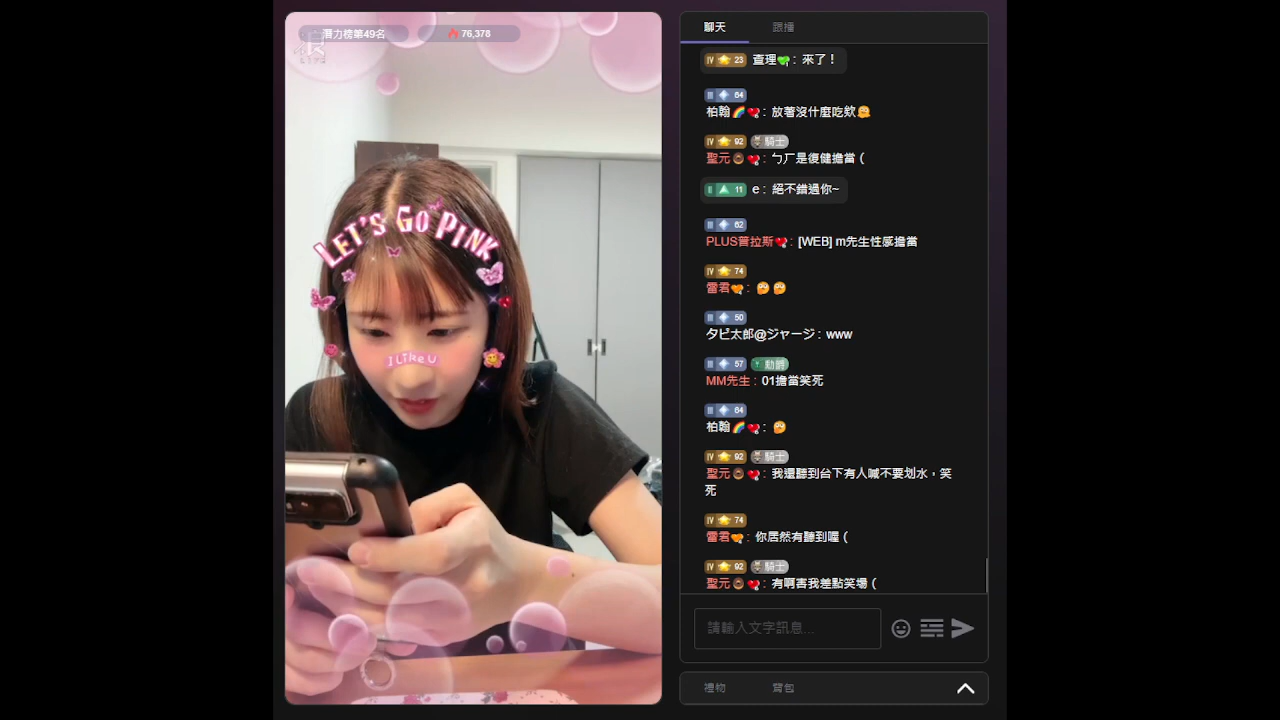 潛力榜第49名
76,378
LET'S GO PINK
I Like U
聊天
跟播
IV 23 查理: 來了!
III 64
柏翰: 放著沒什麼吃欸
IV 92 騎士
聖元: ㄅ厂是復健擔當 (
II 11 e: 絕不錯過你~
III 62
PLUS普拉斯: [WEB] m先生性感擔當
IV 74
雷君:
III 50
タピ太郎@ジャージ: www
III 57 勳爵
MM先生: 01擔當笑死
III 64
柏翰:
IV 92 騎士
聖元: 我還聽到台下有人喊不要划水,笑
死
IV 74
雷君: 你居然有聽到喔 (
IV 92 騎士
聖元: 有啊害我差點笑場 (
請輸入文字訊息...
禮物
背包